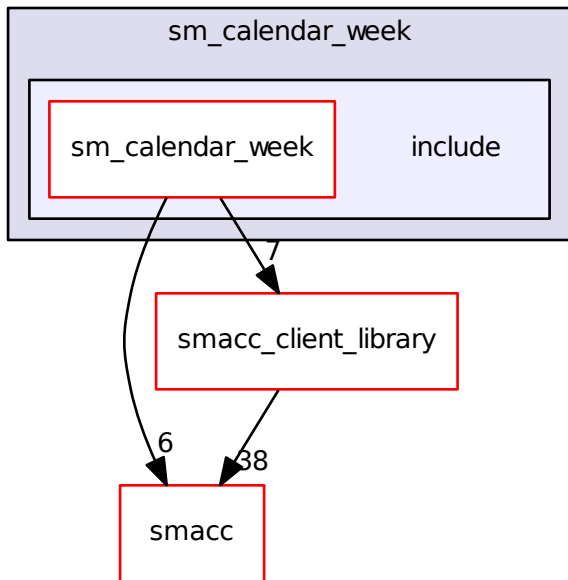 sm_calendar_week
sm_calendar_week
include
7
smacc_client_library
6
38
smacc